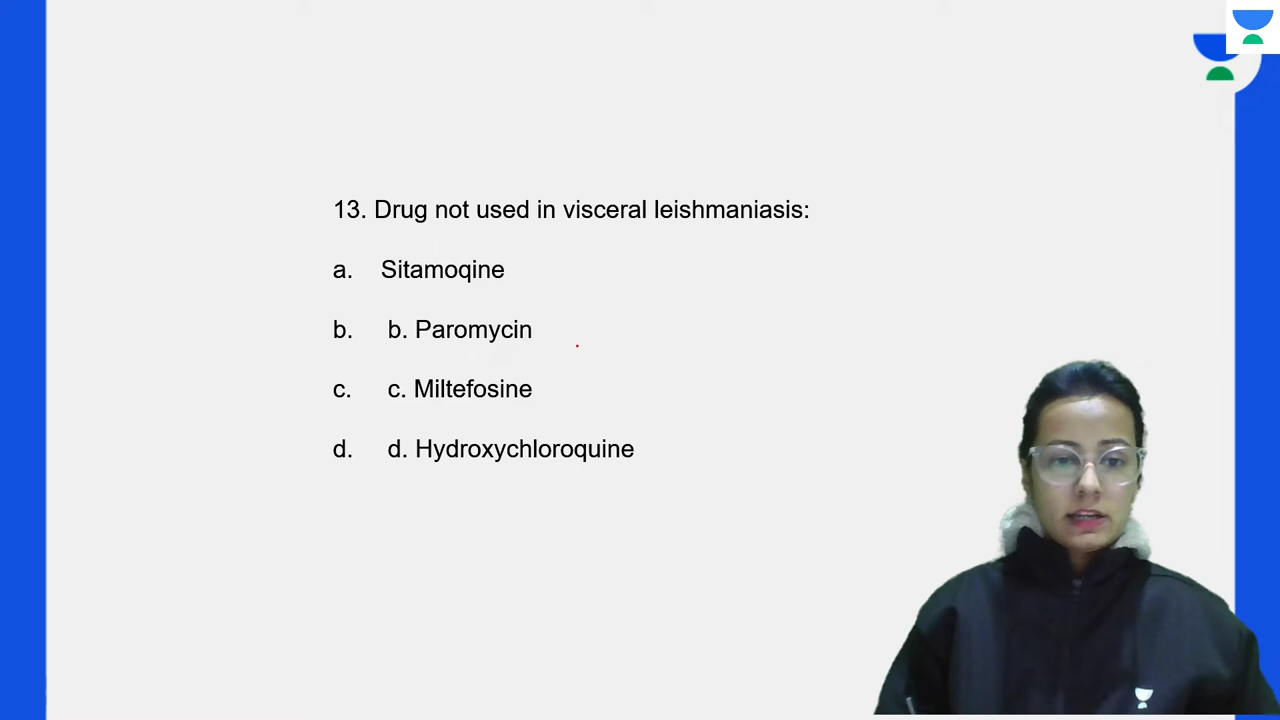 13. Drug not used in visceral leishmaniasis:
a. Sitamoqine
b. b. Paromycin
c. c. Miltefosine
d. d. Hydroxychloroquine